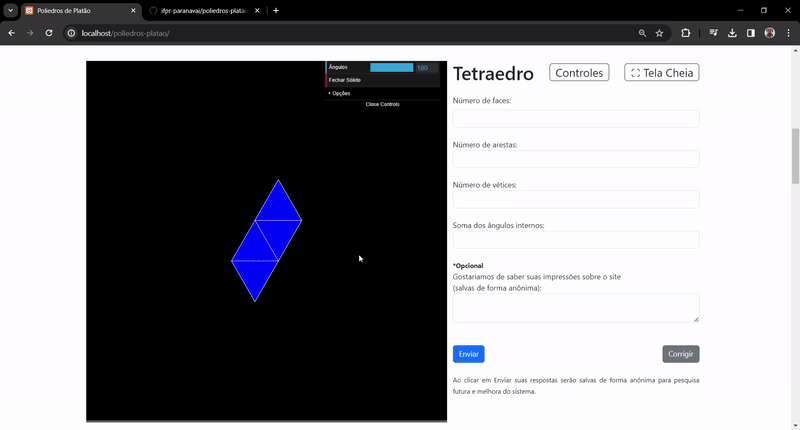 Poliedros de Platão
ifpr-paranavai/poliedros-platao
localhost/poliedros-platao/
Ângulos
180
Fechar Sólido
Opções
Close Controls
Tetraedro
Controles
Tela Cheia
Número de faces:
Número de arestas:
Número de vétices:
Soma dos ângulos internos:
*Opcional
Gostariamos de saber suas impressões sobre o site
(salvas de forma anônima):
Enviar
Corrigir
Ao clicar em Enviar suas respostas serão salvas de forma anônima para pesquisa
futura e melhora do sistema.